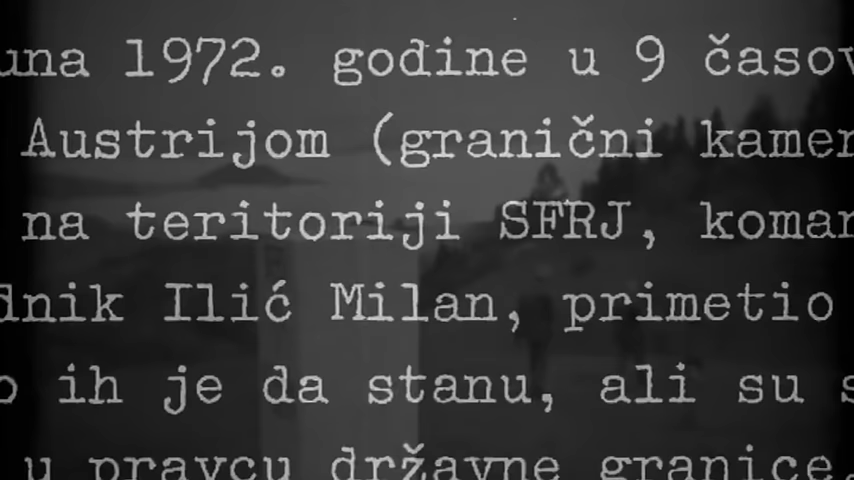 una 1972. godine u 9 časov
Austrijom (granični kamen
na teritoriji SFRJ, koman
dnik Ilić Milan, primetio
o ih je da stanu, ali su s
u pravcu državne granice.